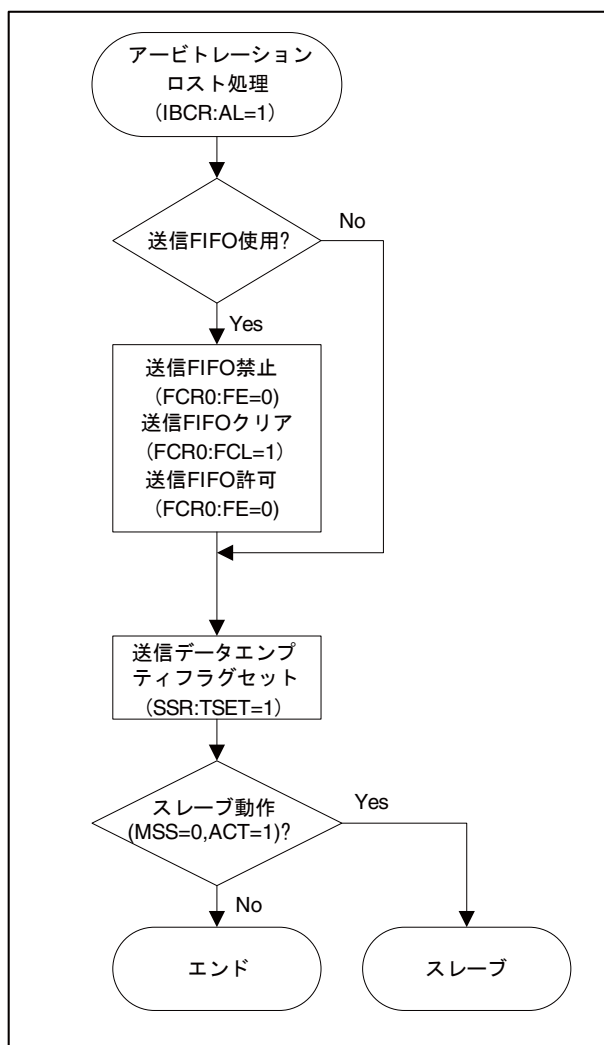 アービトレーション
ロスト処理
（IBCR:AL=1）
送信FIFO使用?
No
Yes
送信FIFO禁止
（FCR0:FE=0)
送信FIFOクリア
（FCR0:FCL=1）
送信FIFO許可
（FCR0:FE=0)
送信データエンプ
ティフラグセット
（SSR:TSET=1）
スレーブ動作
(MSS=0,ACT=1)?
Yes
No
エンド
スレーブ